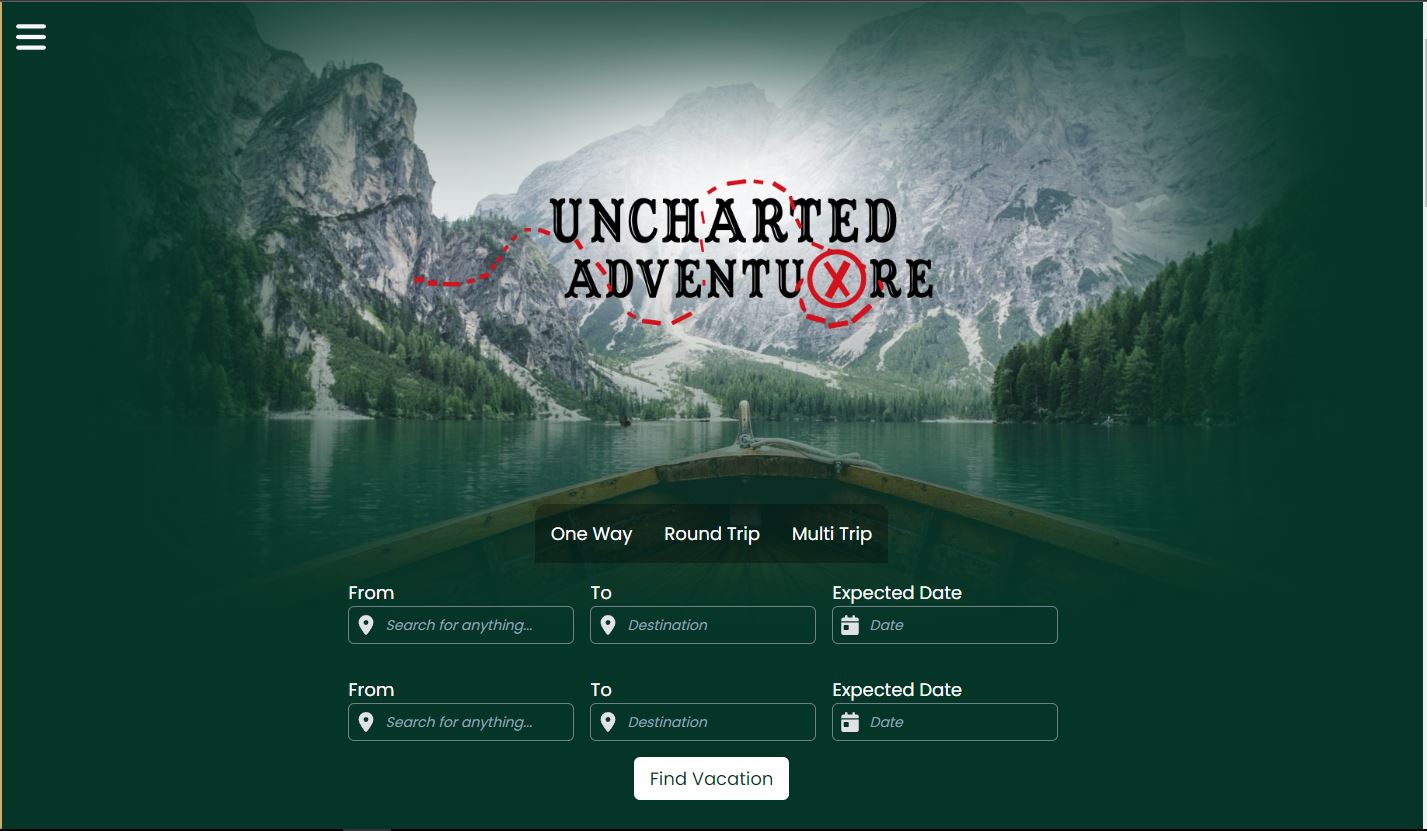 UNCHARTED
ADVENTUXRE
One Way Round Trip Multi Trip
From To Expected Date
Search for anything... Destination Date
From To Expected Date
Search for anything... Destination Date
Find Vacation